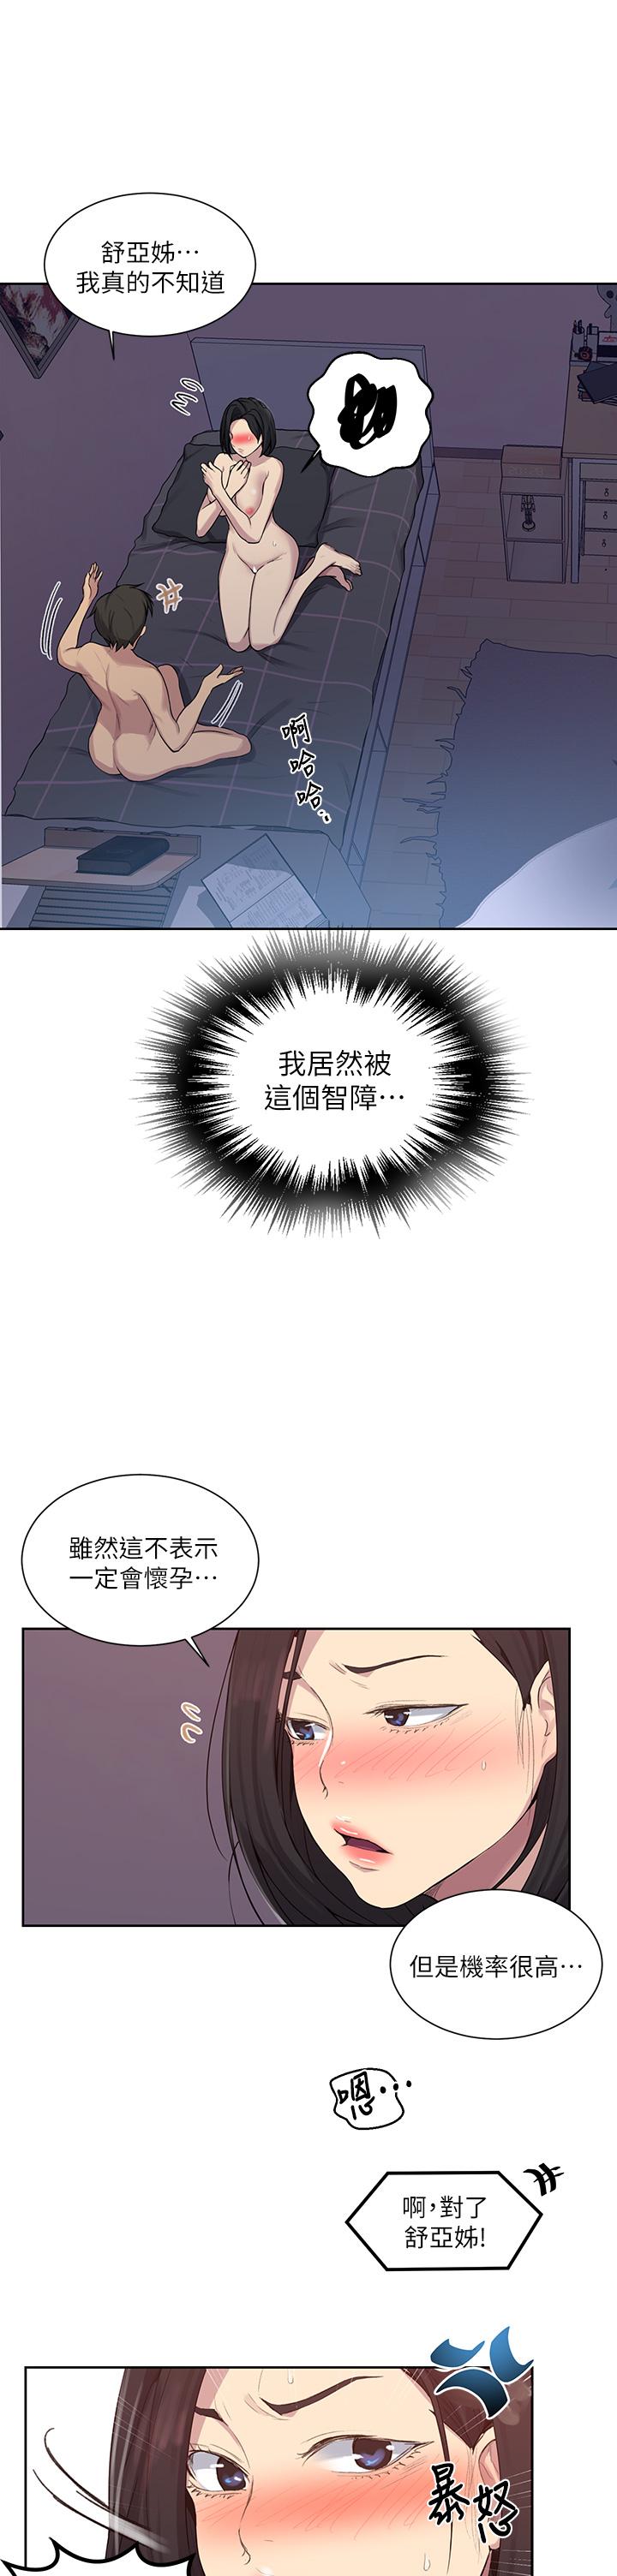 舒亞姊⋯
我真的不知道
啊
哈
哈⋯
我居然被
這個智障⋯
雖然這不表示
一定會懷孕⋯
但是機率很高⋯
嗯⋯
啊,對了
舒亞姊!
暴怒